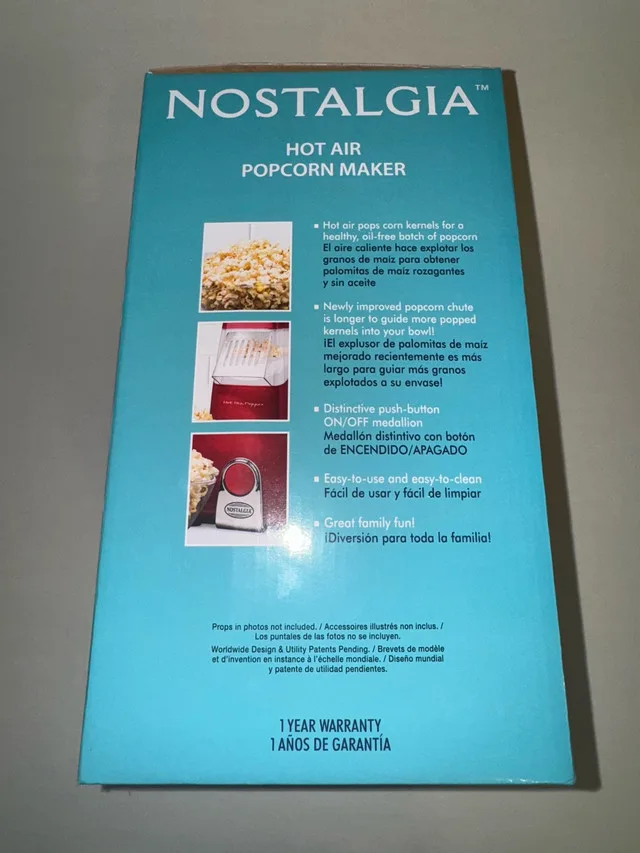 NOSTALGIA™
HOT AIR
POPCORN MAKER
▪ Hot air pops corn kernels for a
healthy, oil-free batch of popcorn
El aire caliente hace explotar los
granos de maíz para obtener
palomitas de maíz rozagantes
y sin aceite
▪ Newly improved popcorn chute
is longer to guide more popped
kernels into your bowl!
¡El explusor de palomitas de maíz
mejorado recientemente es más
largo para guiar más granos
explotados a su envase!
Hot Air Popper
▪ Distinctive push-button
ON/OFF medallion
Medallón distintivo con botón
de ENCENDIDO/APAGADO
▪ Easy-to-use and easy-to-clean
Fácil de usar y fácil de limpiar
NOSTALGIA
▪ Great family fun!
¡Diversión para toda la familia!
Props in photos not included. / Accessoires illustrés non inclus. /
Los puntales de las fotos no se incluyen.
Worldwide Design & Utility Patents Pending. / Brevets de modèle
et d'invention en instance à l'échelle mondiale. / Diseño mundial
y patente de utilidad pendientes.
1 YEAR WARRANTY
1 AÑOS DE GARANTÍA